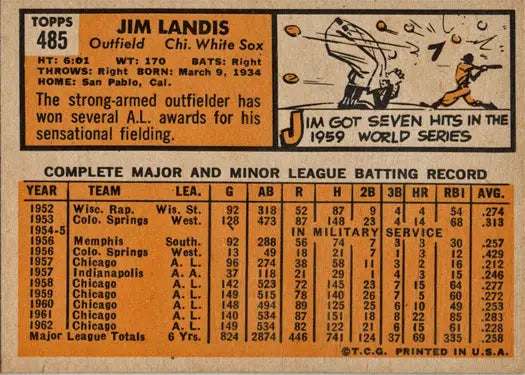 TOPPS
485
JIM LANDIS
Outfield Chi. White Sox
HT: 6:01 WT: 170 BATS: Right
THROWS: Right BORN: March 9, 1934
HOME: San Pablo, Cal.
The strong-armed outfielder has
won several A.L. awards for his
sensational fielding.
7
JIM GOT SEVEN HITS IN THE
1959 WORLD SERIES
COMPLETE MAJOR AND MINOR LEAGUE BATTING RECORD
YEAR TEAM LEA. G AB R H 2B 3B HR RBI AVG.
1952 Wisc. Rap. Wis. St. 92 318 52 87 9 4 4 54 .274
1953 Colo. Springs West 128 473 87 148 23 4 14 68 .313
1954-5 IN MILITARY SERVICE
1956 Memphis South. 92 288 56 74 7 3 3 30 .257
1956 Colo. Springs West 13 49 18 21 7 1 3 12 .429
1957 Chicago A. L. 96 274 38 58 11 3 2 16 .212
1957 Indianapolis A. A. 37 118 21 29 1 4 3 15 .246
1958 Chicago A. L. 142 523 72 145 23 7 15 64 .277
1959 Chicago A. L. 149 515 78 140 26 7 5 60 .272
1960 Chicago A. L. 148 494 89 125 25 6 10 49 .253
1961 Chicago A. L. 140 534 87 151 18 8 22 85 .283
1962 Chicago A. L. 149 534 82 122 21 6 15 61 .228
Major League Totals 6 Yrs. 824 2874 446 741 124 37 69 335 .258
©T.C.G. PRINTED IN U.S.A.